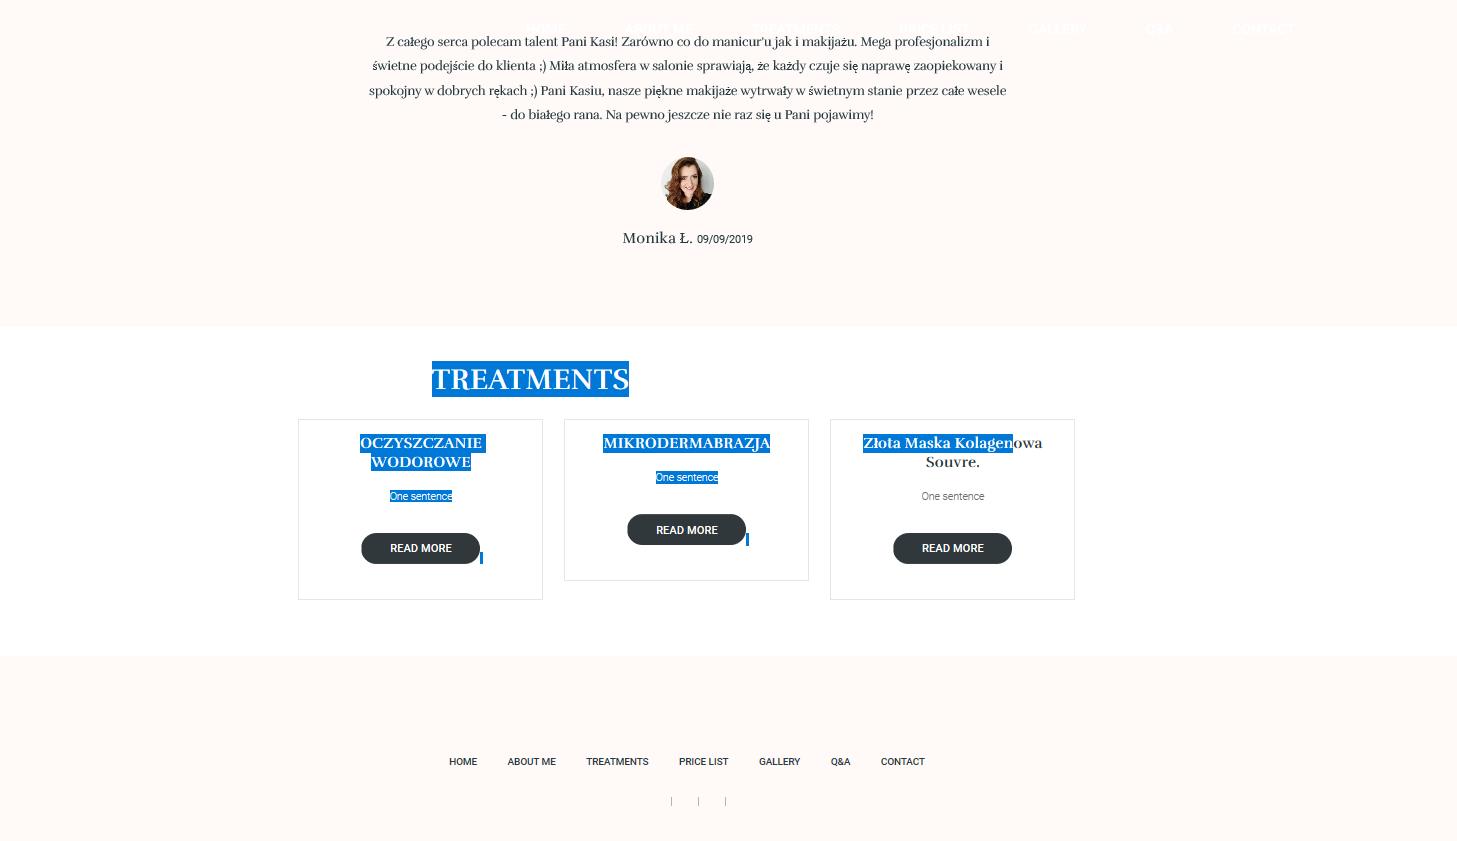 HOME ABOUT ME TREATMENTS PRICE LIST GALLERY Q&A CONTACT
Z całego serca polecam talent Pani Kasi! Zarówno co do manicur'u jak i makijażu. Mega profesjonalizm i
świetne podejście do klienta ;) Miła atmosfera w salonie sprawiają, że każdy czuje się naprawę zaopiekowany i
spokojny w dobrych rękach ;) Pani Kasiu, nasze piękne makijaże wytrwały w świetnym stanie przez całe wesele
- do białego rana. Na pewno jeszcze nie raz się u Pani pojawimy!
Monika Ł. 09/09/2019
TREATMENTS
OCZYSZCZANIE
WODOROWE
One sentence
READ MORE
MIKRODERMABRAZJA
One sentence
READ MORE
Złota Maska Kolagenowa
Souvre.
One sentence
READ MORE
HOME ABOUT ME TREATMENTS PRICE LIST GALLERY Q&A CONTACT